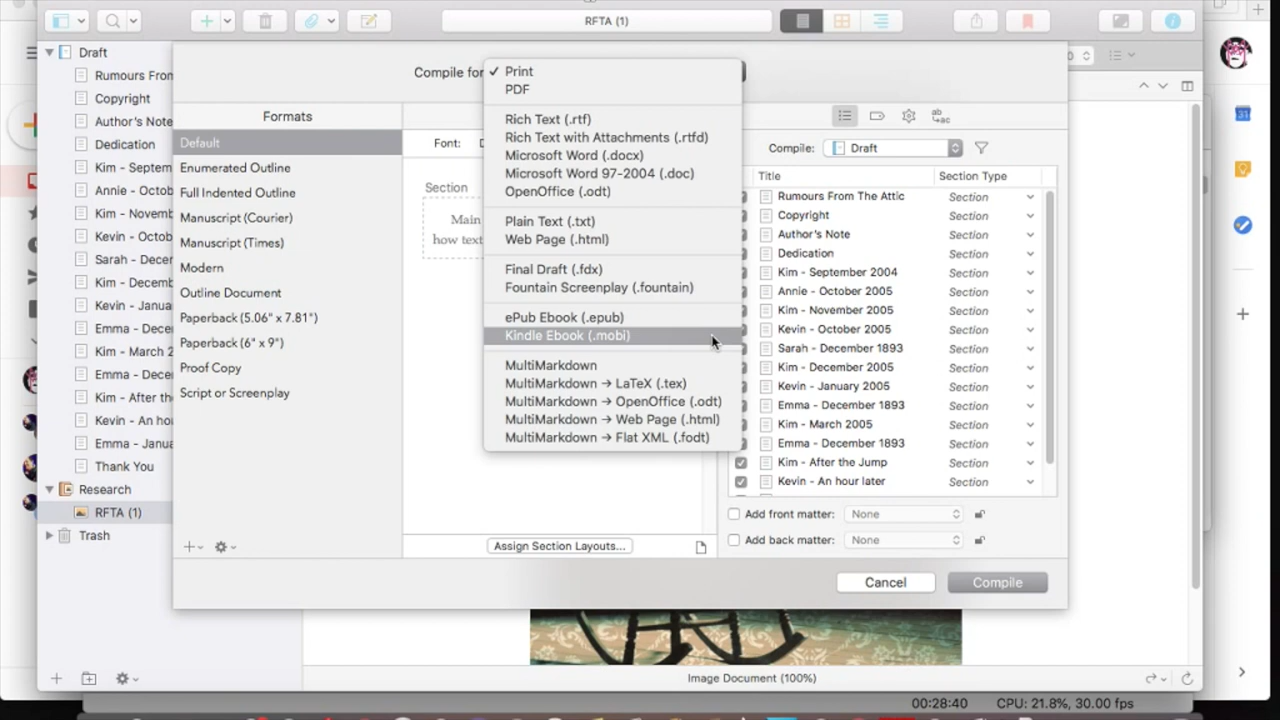 RFTA (1)
Draft
Rumours From
Copyright
Author's Note
Dedication
Kim - Septem
Annie - Octob
Kim - Novemb
Kevin - Octob
Sarah - Dece
Kim - Decemb
Kevin - Janua
Emma - Dece
Kim - March 2
Emma - Dece
Kim - After the
Kevin - An hou
Emma - Janu
Thank You
Research
RFTA (1)
Trash
Compile for
✓ Print
PDF
Rich Text (.rtf)
Rich Text with Attachments (.rtfd)
Microsoft Word (.docx)
Microsoft Word 97-2004 (.doc)
OpenOffice (.odt)
Plain Text (.txt)
Web Page (.html)
Final Draft (.fdx)
Fountain Screenplay (.fountain)
ePub Ebook (.epub)
Kindle Ebook (.mobi)
MultiMarkdown
MultiMarkdown → LaTeX (.tex)
MultiMarkdown → OpenOffice (.odt)
MultiMarkdown → Web Page (.html)
MultiMarkdown → Flat XML (.fodt)
Formats
Default
Enumerated Outline
Full Indented Outline
Manuscript (Courier)
Manuscript (Times)
Modern
Outline Document
Paperback (5.06" x 7.81")
Paperback (6" x 9")
Proof Copy
Script or Screenplay
Font:
Section
Main
how text
Assign Section Layouts...
Compile: Draft
Title Section Type
Rumours From The Attic Section
Copyright Section
Author's Note Section
Dedication Section
Kim - September 2004 Section
Annie - October 2005 Section
Kim - November 2005 Section
Kevin - October 2005 Section
Sarah - December 1893 Section
Kim - December 2005 Section
Kevin - January 2005 Section
Emma - December 1893 Section
Kim - March 2005 Section
Emma - December 1893 Section
Kim - After the Jump Section
Kevin - An hour later Section
Add front matter: None
Add back matter: None
Cancel Compile
Image Document (100%)
00:28:40 CPU: 21.8%, 30.00 fps